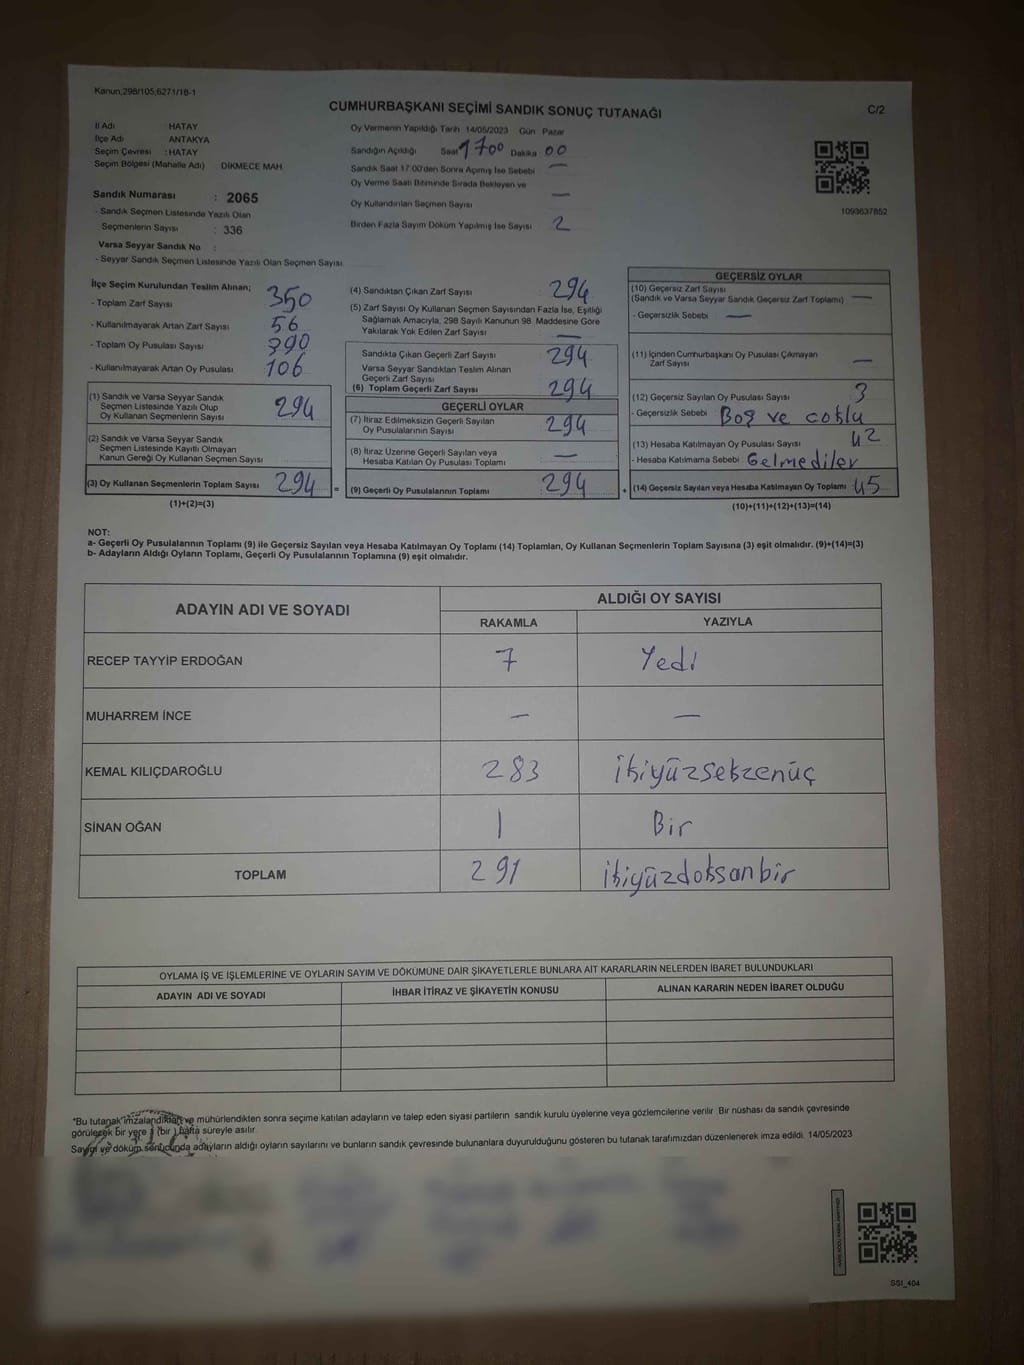 Kanun;298/105;6271/18-1
CUMHURBAŞKANI SEÇİMİ SANDIK SONUÇ TUTANAĞI
C/2
İl Adı HATAY
İlçe Adı ANTAKYA
Seçim Çevresi : HATAY
Seçim Bölgesi (Mahalle Adı) DİKMECE MAH.
Sandık Numarası : 2065
- Sandık Seçmen Listesinde Yazılı Olan
Seçmenlerin Sayısı : 336
Varsa Seyyar Sandık No :
- Seyyar Sandık Seçmen Listesinde Yazılı Olan Seçmen Sayısı
Oy Vermenin Yapıldığı Tarih 14/05/2023 Gün Pazar
Sandığın Açıldığı Saat 1700 Dakika 00
Sandık Saat 17:00'den Sonra Açılmış İse Sebebi —
Oy Verme Saati Bitiminde Sırada Bekleyen ve
Oy Kullandırılan Seçmen Sayısı —
Birden Fazla Sayım Döküm Yapılmış İse Sayısı 2
1093637852
İlçe Seçim Kurulundan Teslim Alınan;
- Toplam Zarf Sayısı 350
- Kullanılmayarak Artan Zarf Sayısı 56
- Toplam Oy Pusulası Sayısı 390
- Kullanılmayarak Artan Oy Pusulası 106
(1) Sandık ve Varsa Seyyar Sandık
Seçmen Listesinde Yazılı Olup
Oy Kullanan Seçmenlerin Sayısı 294
(2) Sandık ve Varsa Seyyar Sandık
Seçmen Listesinde Kayıtlı Olmayan
Kanun Gereği Oy Kullanan Seçmen Sayısı
(3) Oy Kullanan Seçmenlerin Toplam Sayısı 294
(1)+(2)=(3)
(4) Sandıktan Çıkan Zarf Sayısı 294
(5) Zarf Sayısı Oy Kullanan Seçmen Sayısından Fazla İse, Eşitliği
Sağlamak Amacıyla, 298 Sayılı Kanunun 98. Maddesine Göre
Yakılarak Yok Edilen Zarf Sayısı —
Sandıkta Çıkan Geçerli Zarf Sayısı 294
Varsa Seyyar Sandıktan Teslim Alınan
Geçerli Zarf Sayısı
(6) Toplam Geçerli Zarf Sayısı 294
GEÇERLİ OYLAR
(7) İtiraz Edilmeksizin Geçerli Sayılan
Oy Pusulalarının Sayısı 294
(8) İtiraz Üzerine Geçerli Sayılan veya
Hesaba Katılan Oy Pusulası Toplamı —
= (9) Geçerli Oy Pusulalarının Toplamı 294 +
GEÇERSİZ OYLAR
(10) Geçersiz Zarf Sayısı
(Sandık ve Varsa Seyyar Sandık Geçersiz Zarf Toplamı) —
- Geçersizlik Sebebi —
(11) İçinden Cumhurbaşkanı Oy Pusulası Çıkmayan
Zarf Sayısı —
(12) Geçersiz Sayılan Oy Pusulası Sayısı 3
- Geçersizlik Sebebi Boş ve çoklu
(13) Hesaba Katılmayan Oy Pusulası Sayısı 42
- Hesaba Katılmama Sebebi Gelmediler
(14) Geçersiz Sayılan veya Hesaba Katılmayan Oy Toplamı 45
(10)+(11)+(12)+(13)=(14)
NOT:
a- Geçerli Oy Pusulalarının Toplamı (9) ile Geçersiz Sayılan veya Hesaba Katılmayan Oy Toplamı (14) Toplamları, Oy Kullanan Seçmenlerin Toplam Sayısına (3) eşit olmalıdır. (9)+(14)=(3)
b- Adayların Aldığı Oyların Toplamı, Geçerli Oy Pusulalarının Toplamına (9) eşit olmalıdır.
ADAYIN ADI VE SOYADI ALDIĞI OY SAYISI
RAKAMLA YAZIYLA
RECEP TAYYİP ERDOĞAN 7 Yedi
MUHARREM İNCE — —
KEMAL KILIÇDAROĞLU 283 ikiyüzseksenüç
SİNAN OĞAN 1 Bir
TOPLAM 291 ikiyüzdoksanbir
OYLAMA İŞ VE İŞLEMLERİNE VE OYLARIN SAYIM VE DÖKÜMÜNE DAİR ŞİKAYETLERLE BUNLARA AİT KARARLARIN NELERDEN İBARET BULUNDUKLARI
ADAYIN ADI VE SOYADI İHBAR İTİRAZ VE ŞİKAYETİN KONUSU ALINAN KARARIN NEDEN İBARET OLDUĞU
*Bu tutanak imzalandıktan ve mühürlendikten sonra seçime katılan adayların ve talep eden siyasi partilerin sandık kurulu üyelerine veya gözlemcilerine verilir. Bir nüshası da sandık çevresinde
görülecek bir yere 1 (bir) hafta süreyle asılır.
Sayım ve döküm sonucunda adayların aldığı oyların sayılarını ve bunların sandık çevresinde bulunanlara duyurulduğunu gösteren bu tutanak tarafımızdan düzenlenerek imza edildi. 14/05/2023
SSI_404